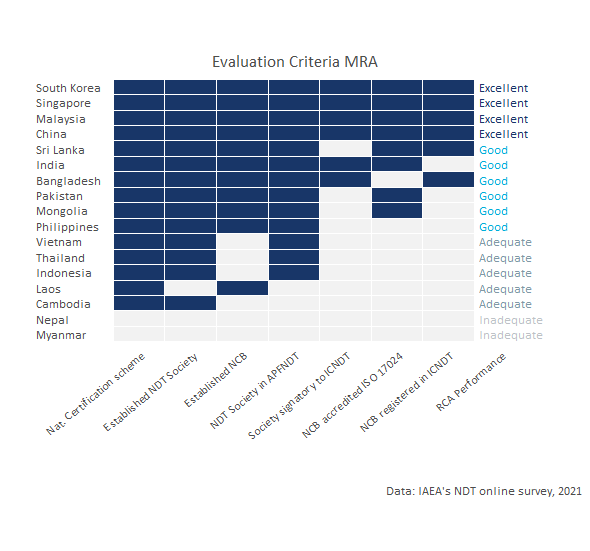 Evaluation Criteria MRA
South Korea Excellent
Singapore Excellent
Malaysia Excellent
China Excellent
Sri Lanka Good
India Good
Bangladesh Good
Pakistan Good
Mongolia Good
Philippines Good
Vietnam Adequate
Thailand Adequate
Indonesia Adequate
Laos Adequate
Cambodia Adequate
Nepal Inadequate
Myanmar Inadequate
Nat. Certification scheme
Established NDT Society
Established NCB
NDT Society in APFNDT
Society signatory to ICNDT
NCB accredited ISO 17024
NCB registered in ICNDT
RCA Performance
Data: IAEA's NDT online survey, 2021